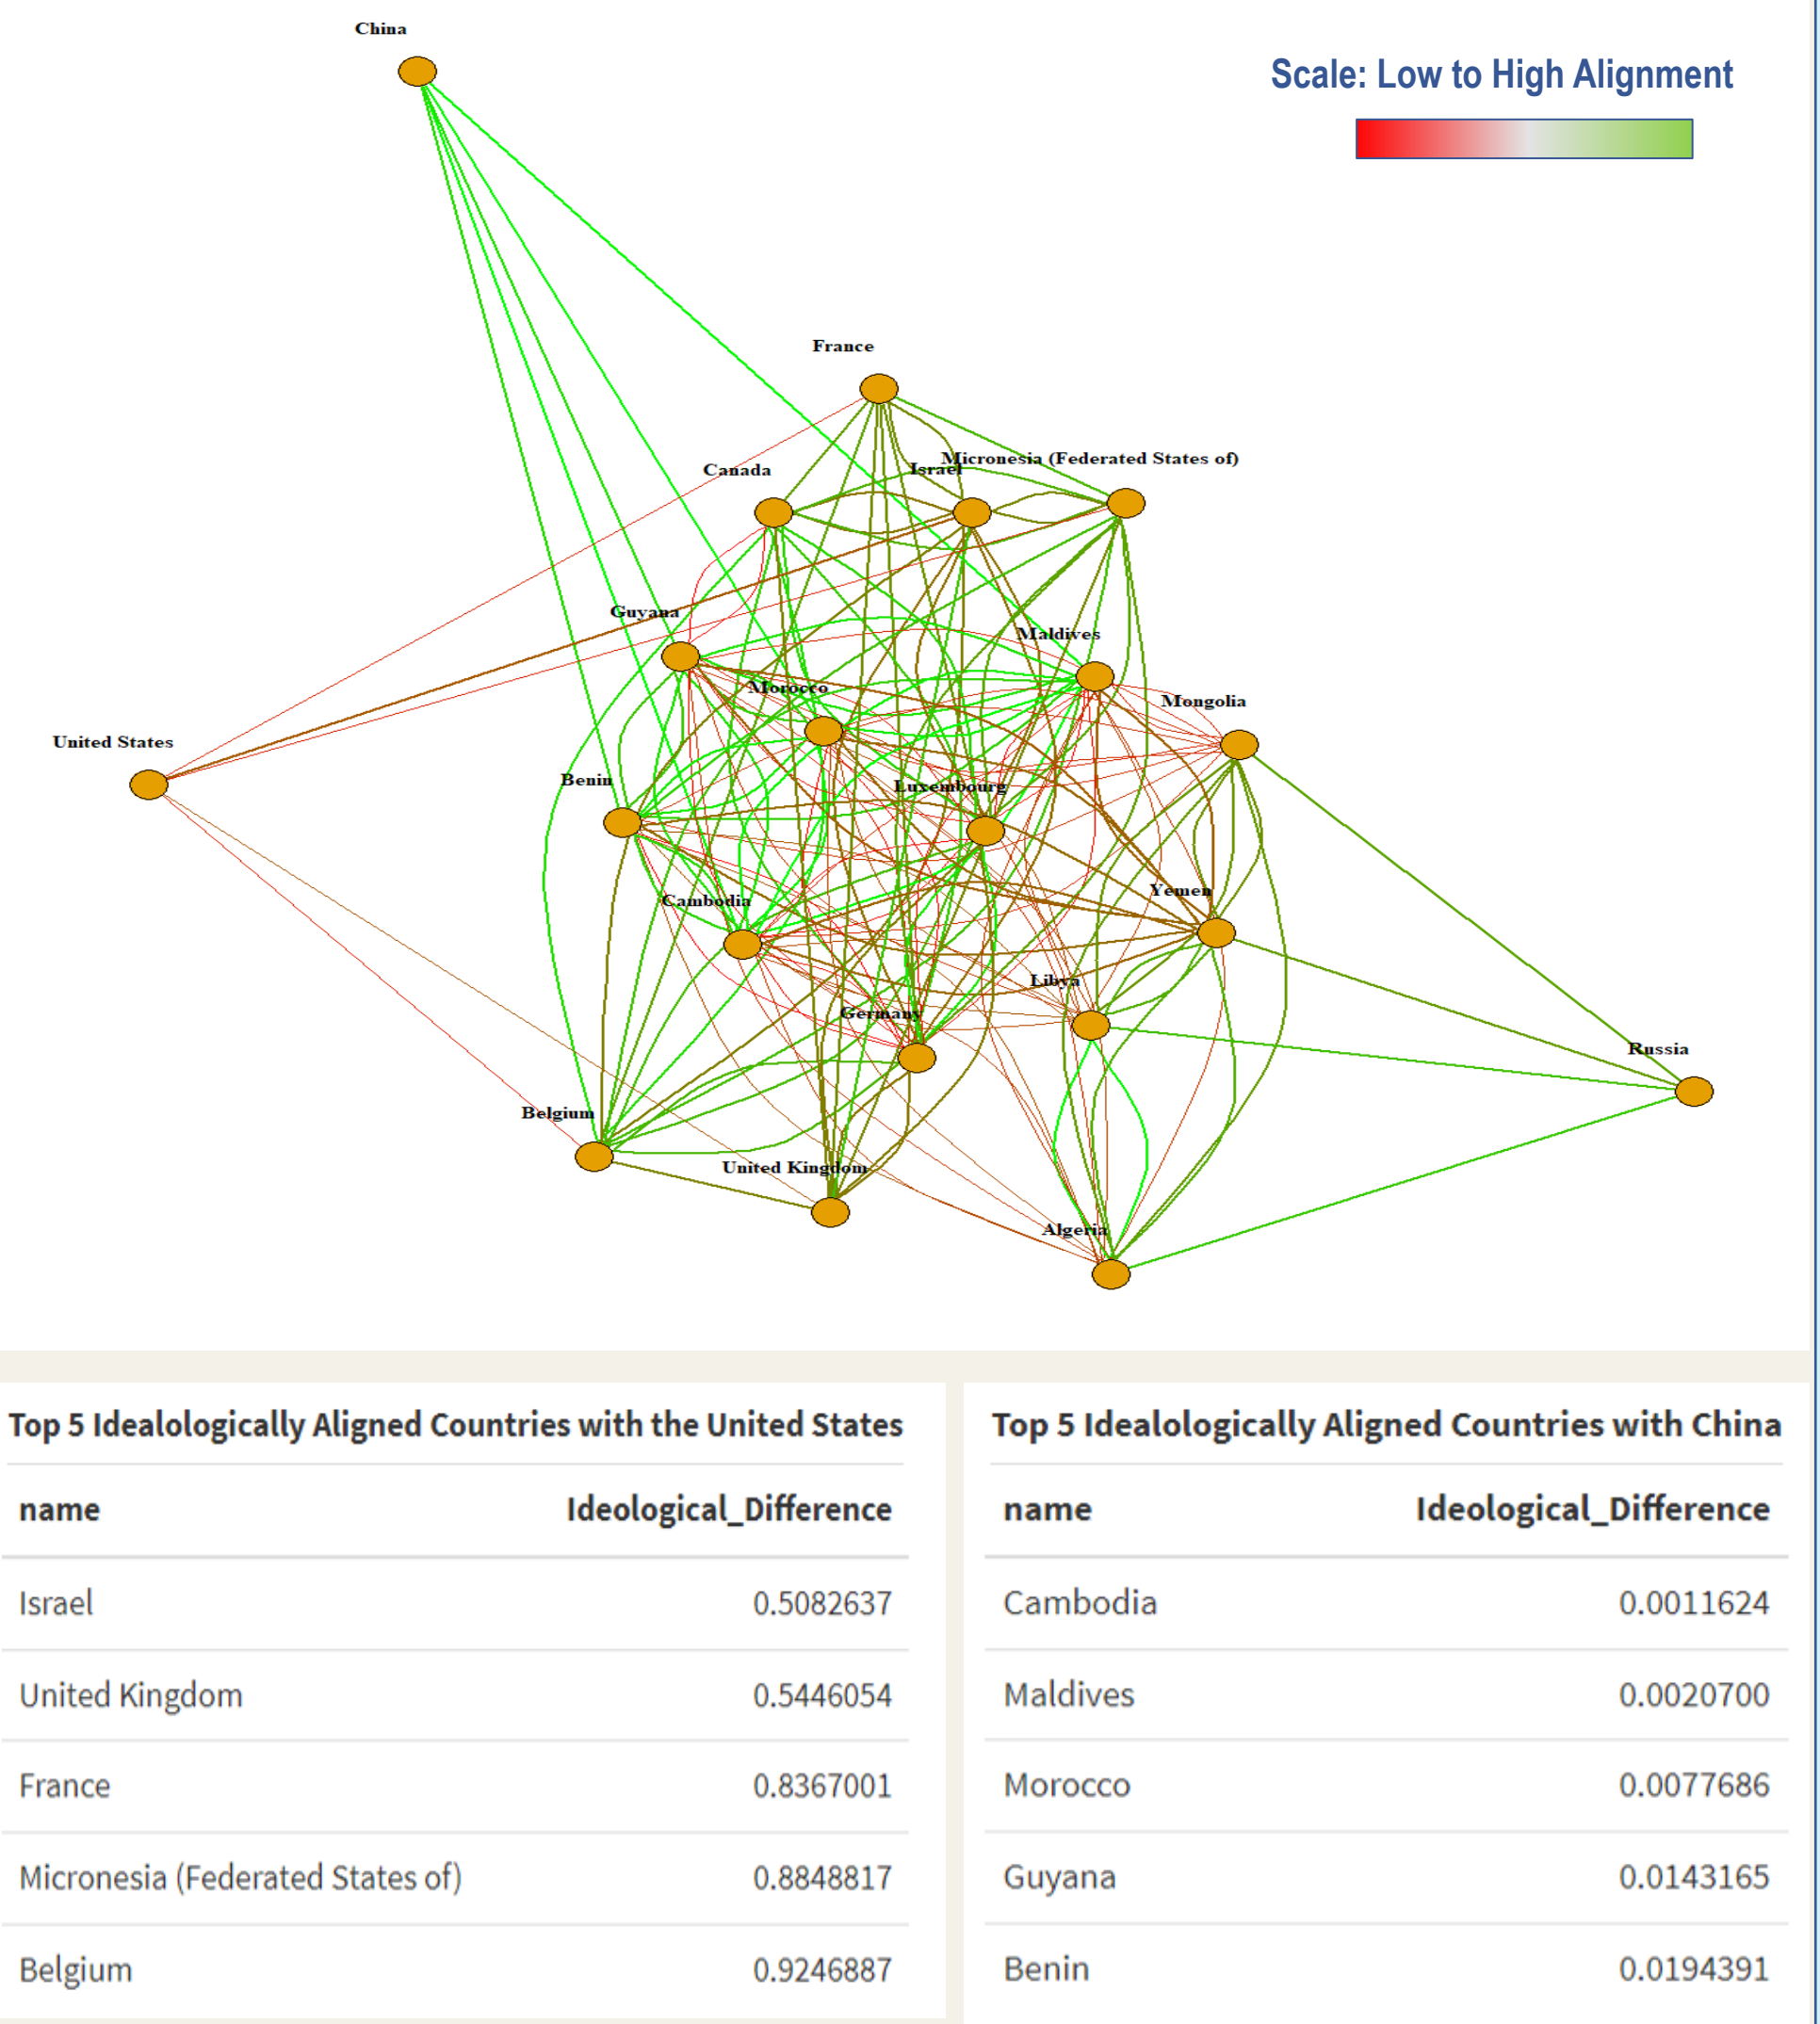 China
Scale: Low to High Alignment
France
Micronesia (Federated States of)
Canada
Israel
Guyana
Maldives
Morocco
Mongolia
United States
Benin
Luxembourg
Yemen
Cambodia
Libya
Germany
Russia
Belgium
United Kingdom
Algeria
Top 5 Idealologically Aligned Countries with the United States
name Ideological_Difference
Israel 0.5082637
United Kingdom 0.5446054
France 0.8367001
Micronesia (Federated States of) 0.8848817
Belgium 0.9246887
Top 5 Idealologically Aligned Countries with China
name Ideological_Difference
Cambodia 0.0011624
Maldives 0.0020700
Morocco 0.0077686
Guyana 0.0143165
Benin 0.0194391